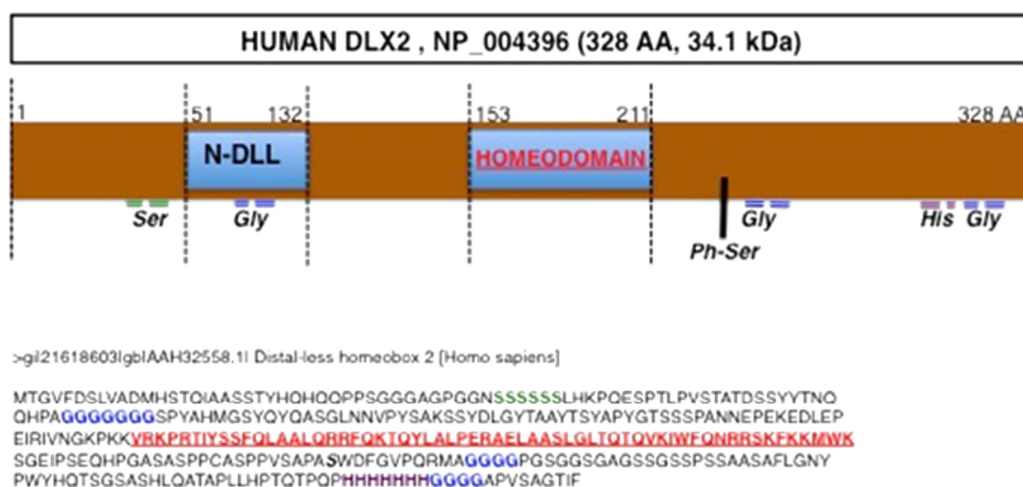 HUMAN DLX2 , NP_004396 (328 AA, 34.1 kDa)
1 51 132 153 211 328 AA
N-DLL HOMEODOMAIN
Ser Gly Gly His Gly
Ph-Ser
>gi|21618603|gb|AAH32558.1| Distal-less homeobox 2 [Homo sapiens]
MTGVFDSLVADMHSTQIAASSTYHQHQQPPSGGGAGPGGNSSSSSSLHKPQESPTLPVSTATDSSYYTNQ
QHPAGGGGGGGSPYAHMGSYQYQASGLNNVPYSAKSSYDLGYTAAYTSYAPYGTSSSPANNEPEKEDLEP
EIRIVNGKPKKVRKPRTIYSSFQLAALQRRFQKTQYLALPERAELAASLGLTQTQVKIWFQNRRSKFKKMWK
SGEIPSEQHPGASASPPCASPPVSAPASWDFGVPQRMAGGGGPGSGGSGAGSSGSSPSSAASAFLGNY
PWYHQTSGSASHLQATAPLLHPTQTPQPHHHHHHHGGGGAPVSAGTIF